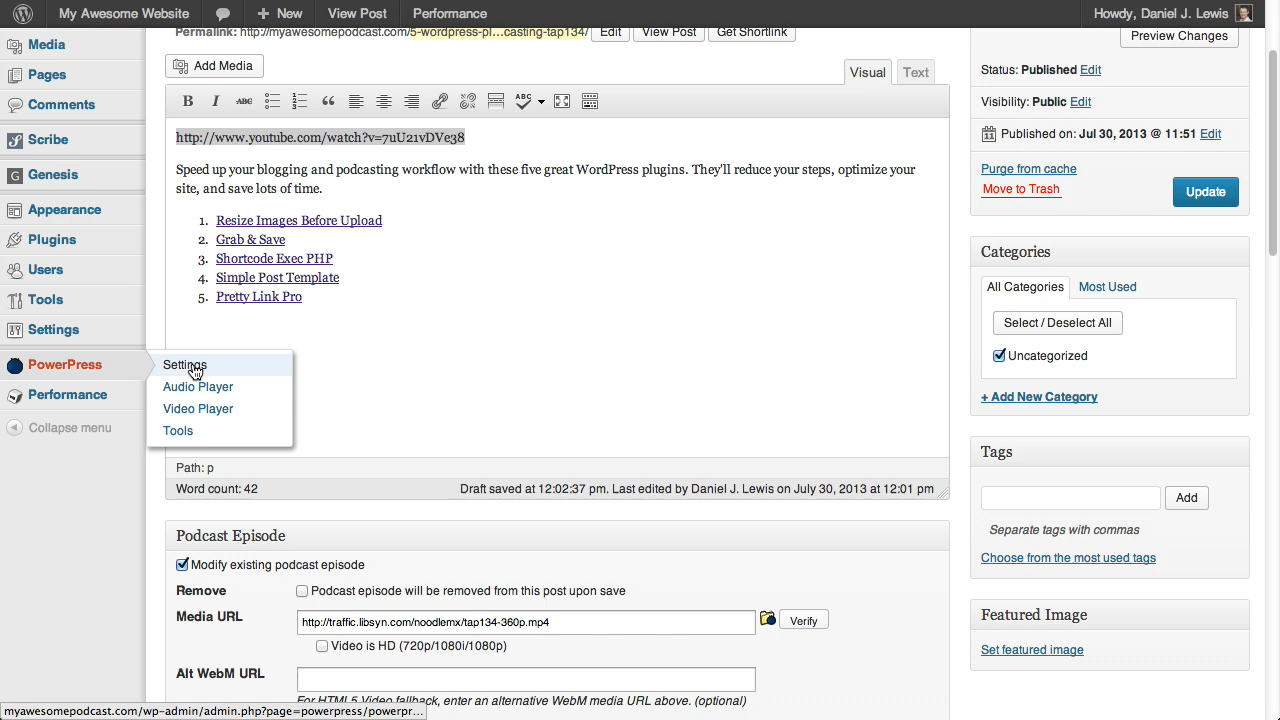 My Awesome Website
New
View Post
Performance
Howdy, Daniel J. Lewis
Media
Pages
Comments
Scribe
Genesis
Appearance
Plugins
Users
Tools
Settings
PowerPress
Performance
Collapse menu
Settings
Audio Player
Video Player
Tools
Permalink: http://myawesomepodcast.com/5-wordpress-pl...casting-tap134/ Edit View Post Get Shortlink
Add Media
Visual Text
B I ABC ABC
http://www.youtube.com/watch?v=7uU21vDVe38
Speed up your blogging and podcasting workflow with these five great WordPress plugins. They'll reduce your steps, optimize your
site, and save lots of time.
1. Resize Images Before Upload
2. Grab & Save
3. Shortcode Exec PHP
4. Simple Post Template
5. Pretty Link Pro
Path: p
Word count: 42 Draft saved at 12:02:37 pm. Last edited by Daniel J. Lewis on July 30, 2013 at 12:01 pm
Podcast Episode
Modify existing podcast episode
Remove Podcast episode will be removed from this post upon save
Media URL http://traffic.libsyn.com/noodlemx/tap134-360p.mp4 Verify
Video is HD (720p/1080i/1080p)
Alt WebM URL
For HTML5 Video fallback, enter an alternative WebM media URL above. (optional)
Preview Changes
Status: Published Edit
Visibility: Public Edit
11 Published on: Jul 30, 2013 @ 11:51 Edit
Purge from cache
Move to Trash
Update
Categories
All Categories Most Used
Select / Deselect All
Uncategorized
+ Add New Category
Tags
Add
Separate tags with commas
Choose from the most used tags
Featured Image
Set featured image
myawesomepodcast.com/wp-admin/admin.php?page=powerpress/powerpr...